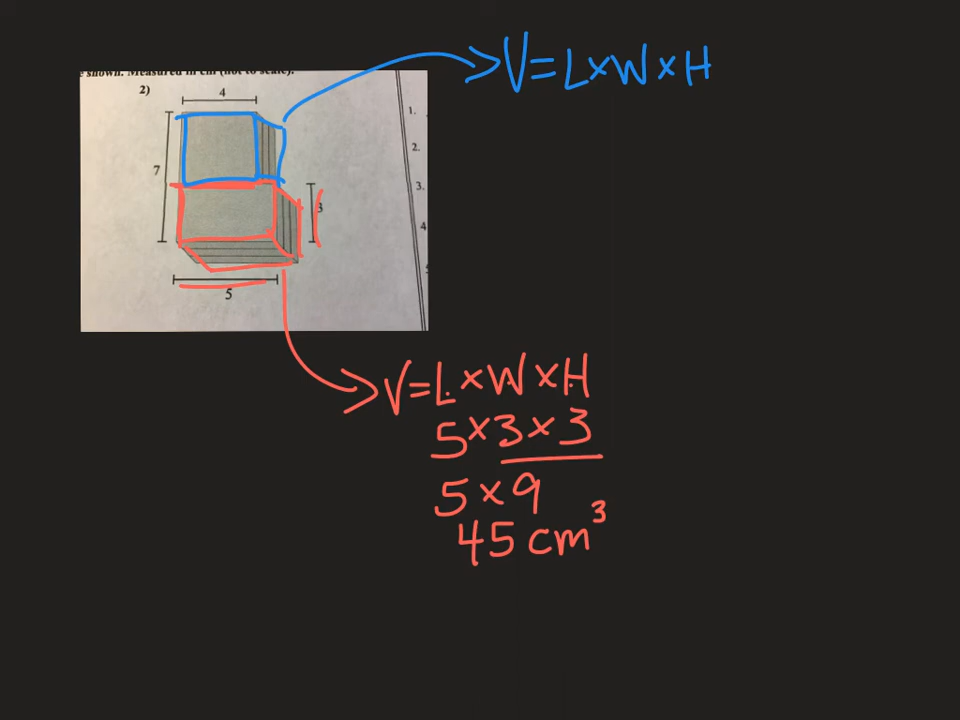 V=L×W×H
e shown. Measured in cm (not to scale).
2)
4
1.
2.
7
3.
3
4
5
V=L×W×H
5×3×3
5×9
45 cm³